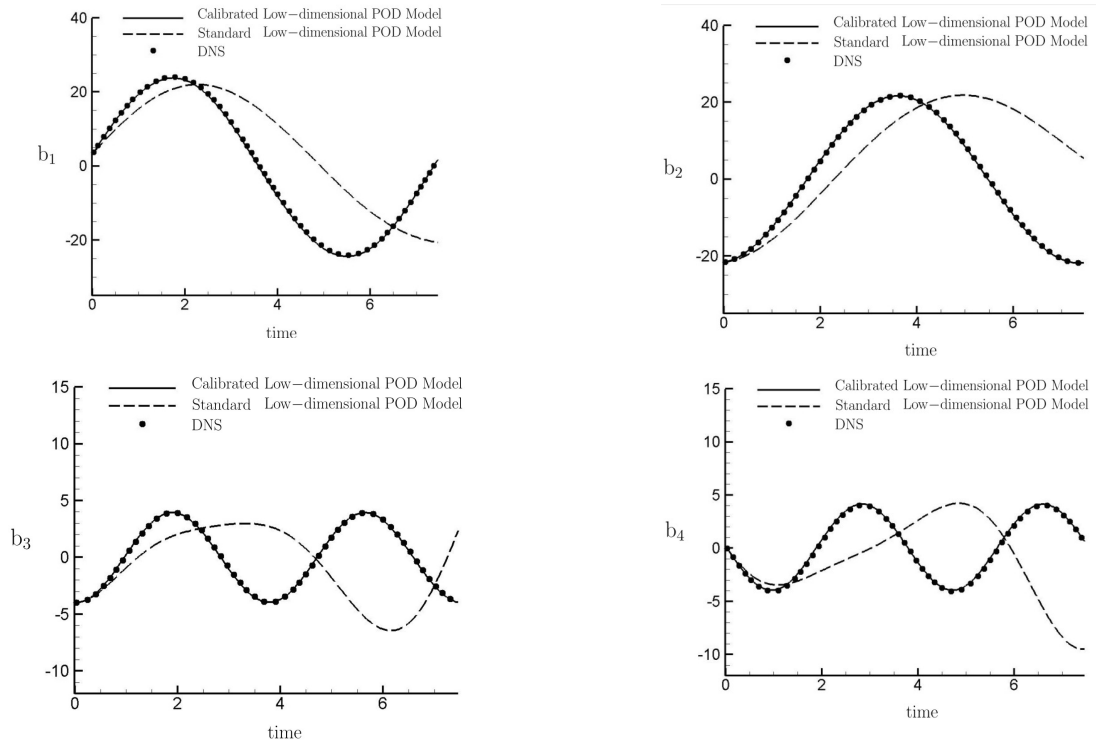 Calibrated Low−dimensional POD Model
Standard Low−dimensional POD Model
DNS
40
20
0
-20
b1
0 2 4 6
time
Calibrated Low−dimensional POD Model
Standard Low−dimensional POD Model
DNS
40
20
0
-20
b2
0 2 4 6
time
Calibrated Low−dimensional POD Model
Standard Low−dimensional POD Model
DNS
15
10
5
0
-5
-10
b3
0 2 4 6
time
Calibrated Low−dimensional POD Model
Standard Low−dimensional POD Model
DNS
15
10
5
0
-5
-10
b4
0 2 4 6
time